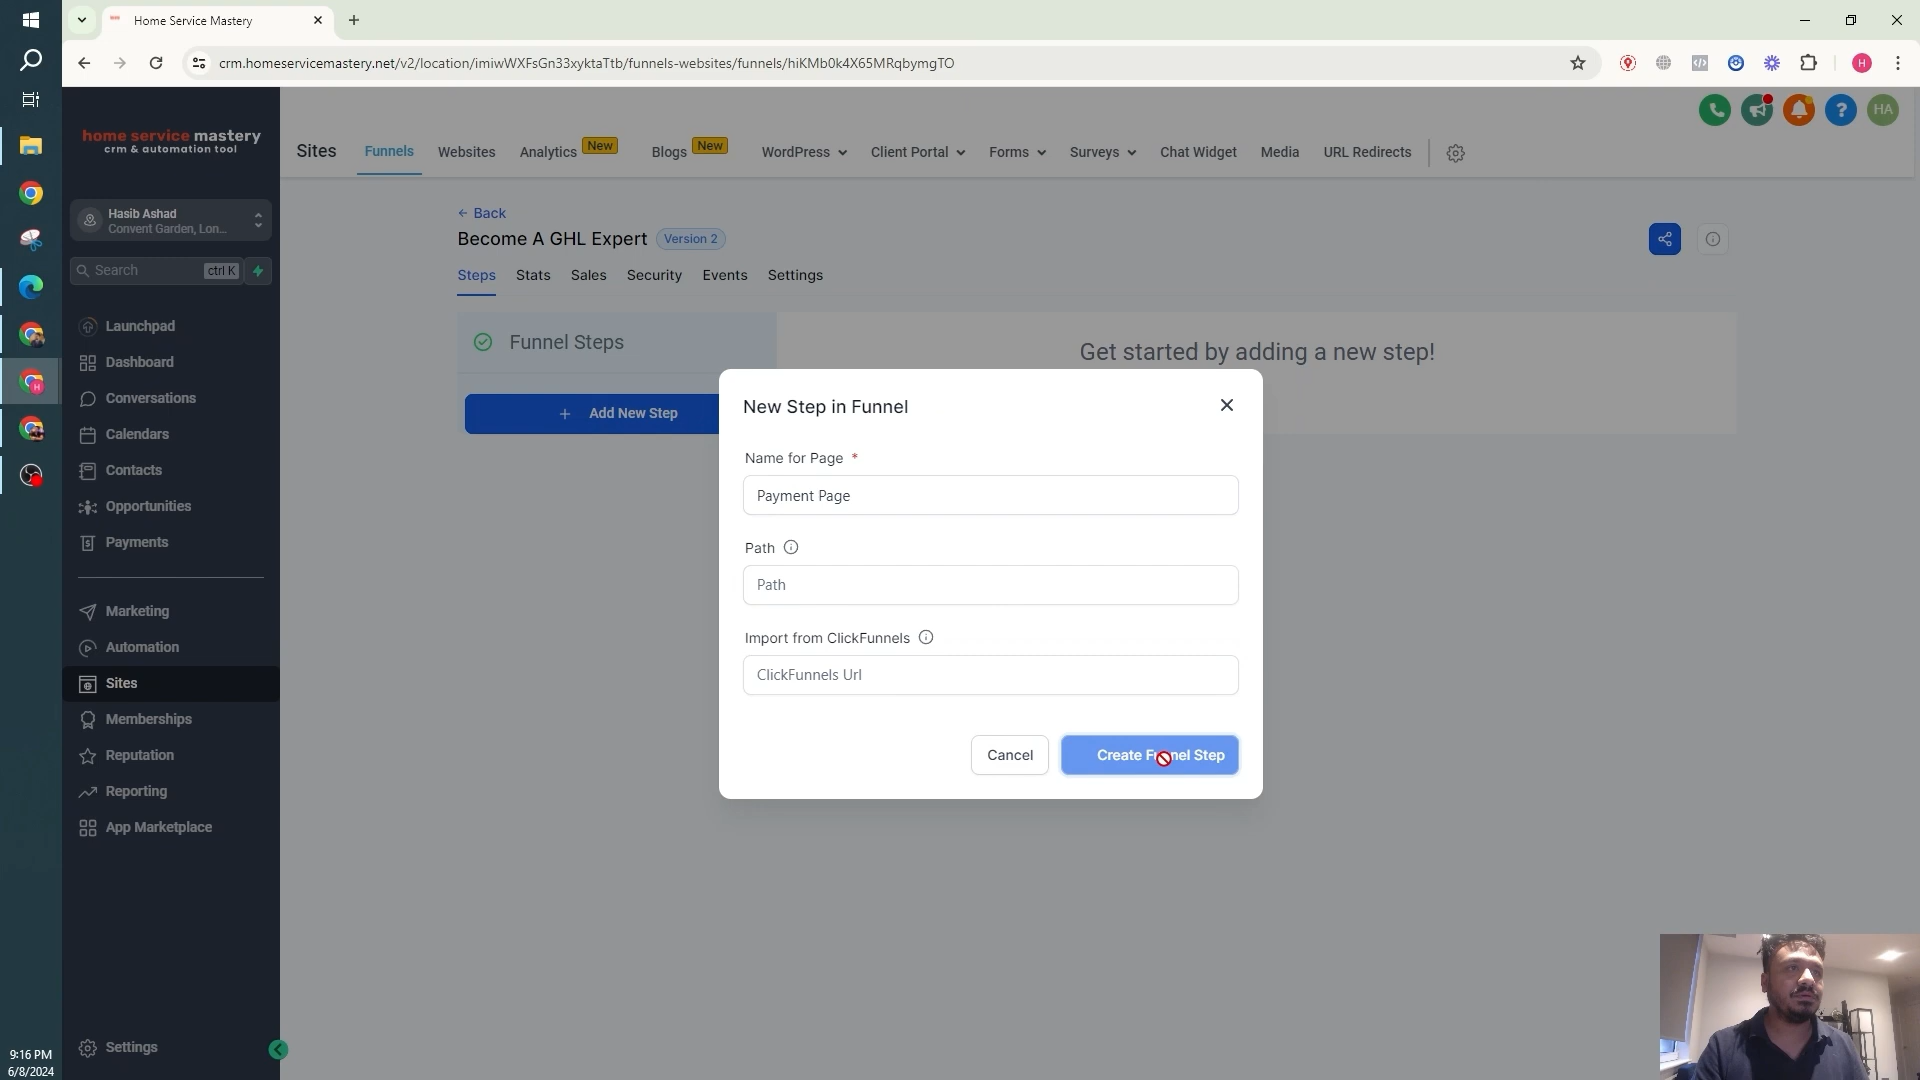 Home Service Mastery
crm.homeservicemastery.net/v2/location/imiwWXFsGn33xyktaTtb/funnels-websites/funnels/hiKMb0k4X65MRqbymgTO
H
home service mastery
crm & automation tool
Hasib Ashad
Convent Garden, Lon...
Search ctrl K
Launchpad
Dashboard
Conversations
Calendars
Contacts
Opportunities
Payments
Marketing
Automation
Sites
Memberships
Reputation
Reporting
App Marketplace
Settings
Sites Funnels Websites Analytics New Blogs New WordPress Client Portal Forms Surveys Chat Widget Media URL Redirects
HA
Back
Become A GHL Expert Version 2
Steps Stats Sales Security Events Settings
Funnel Steps
Add New Step
Get started by adding a new step!
New Step in Funnel
Name for Page *
Payment Page
Path
Path
Import from ClickFunnels
ClickFunnels Url
Cancel Create Funnel Step
9:16 PM
6/8/2024